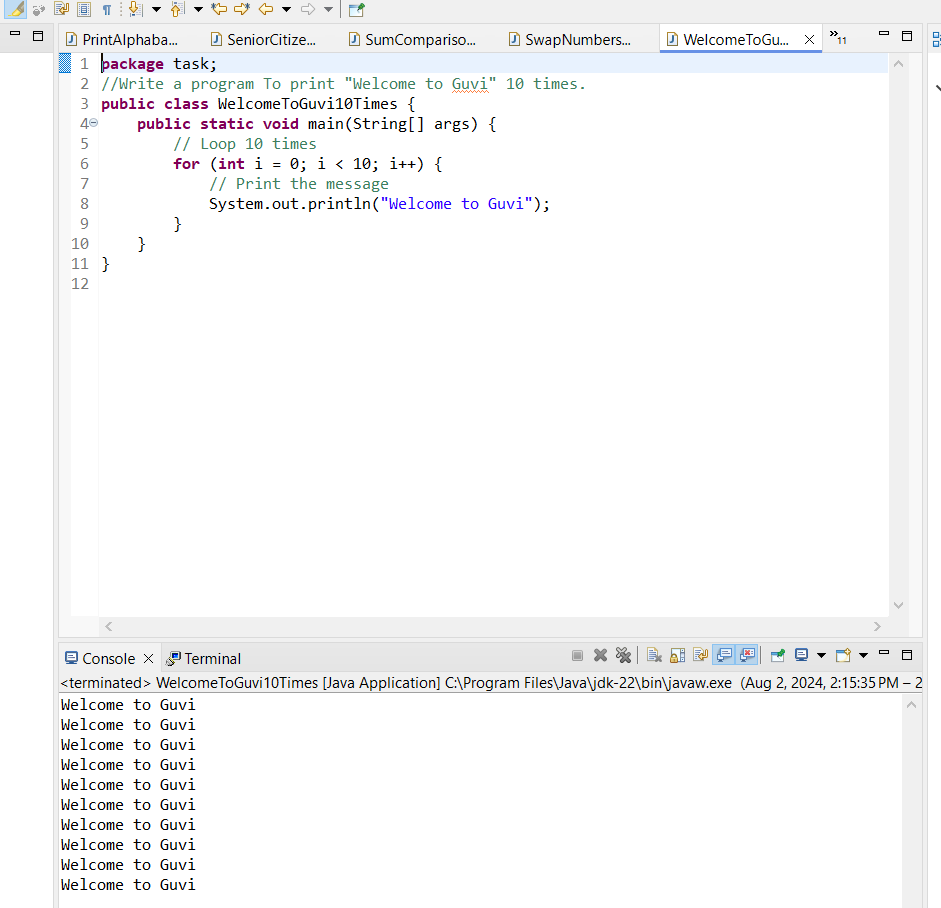 PrintAlphaba... SeniorCitize... SumCompariso... SwapNumbers... WelcomeToGu... »11
1 package task;
2 //Write a program To print "Welcome to Guvi" 10 times.
3 public class WelcomeToGuvi10Times {
4     public static void main(String[] args) {
5         // Loop 10 times
6         for (int i = 0; i < 10; i++) {
7             // Print the message
8             System.out.println("Welcome to Guvi");
9         }
10     }
11 }
12
Console Terminal
<terminated> WelcomeToGuvi10Times [Java Application] C:\Program Files\Java\jdk-22\bin\javaw.exe (Aug 2, 2024, 2:15:35 PM – 2
Welcome to Guvi
Welcome to Guvi
Welcome to Guvi
Welcome to Guvi
Welcome to Guvi
Welcome to Guvi
Welcome to Guvi
Welcome to Guvi
Welcome to Guvi
Welcome to Guvi